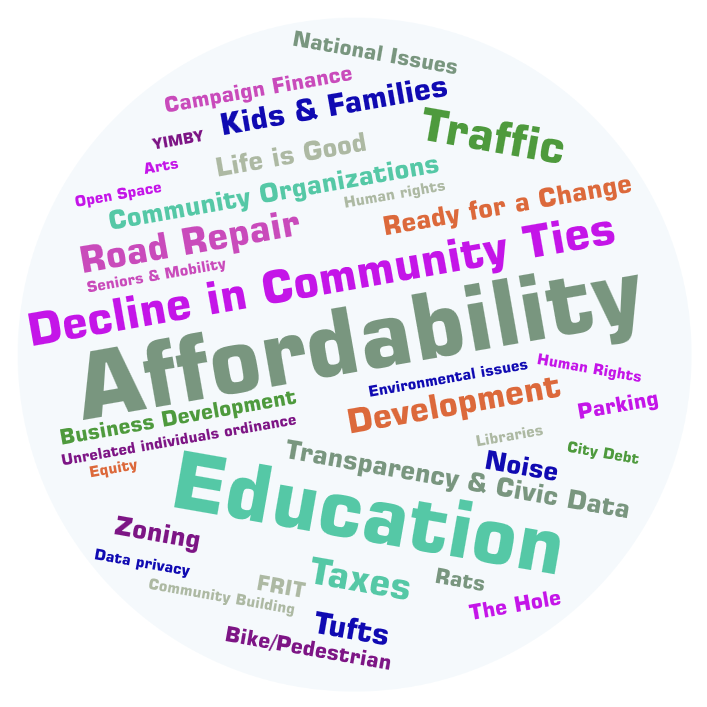 National Issues
Campaign Finance
Kids & Families
Traffic
YIMBY
Life is Good
Arts
Community Organizations
Open Space
Human rights
Ready for a Change
Road Repair
Seniors & Mobility
Decline in Community Ties
Affordability
Environmental issues
Human Rights
Business Development
Development
Parking
Unrelated individuals ordinance
Libraries
City Debt
Equity
Transparency & Civic Data
Noise
Education
Zoning
Data privacy
Taxes
Rats
FRIT
Community Building
The Hole
Tufts
Bike/Pedestrian